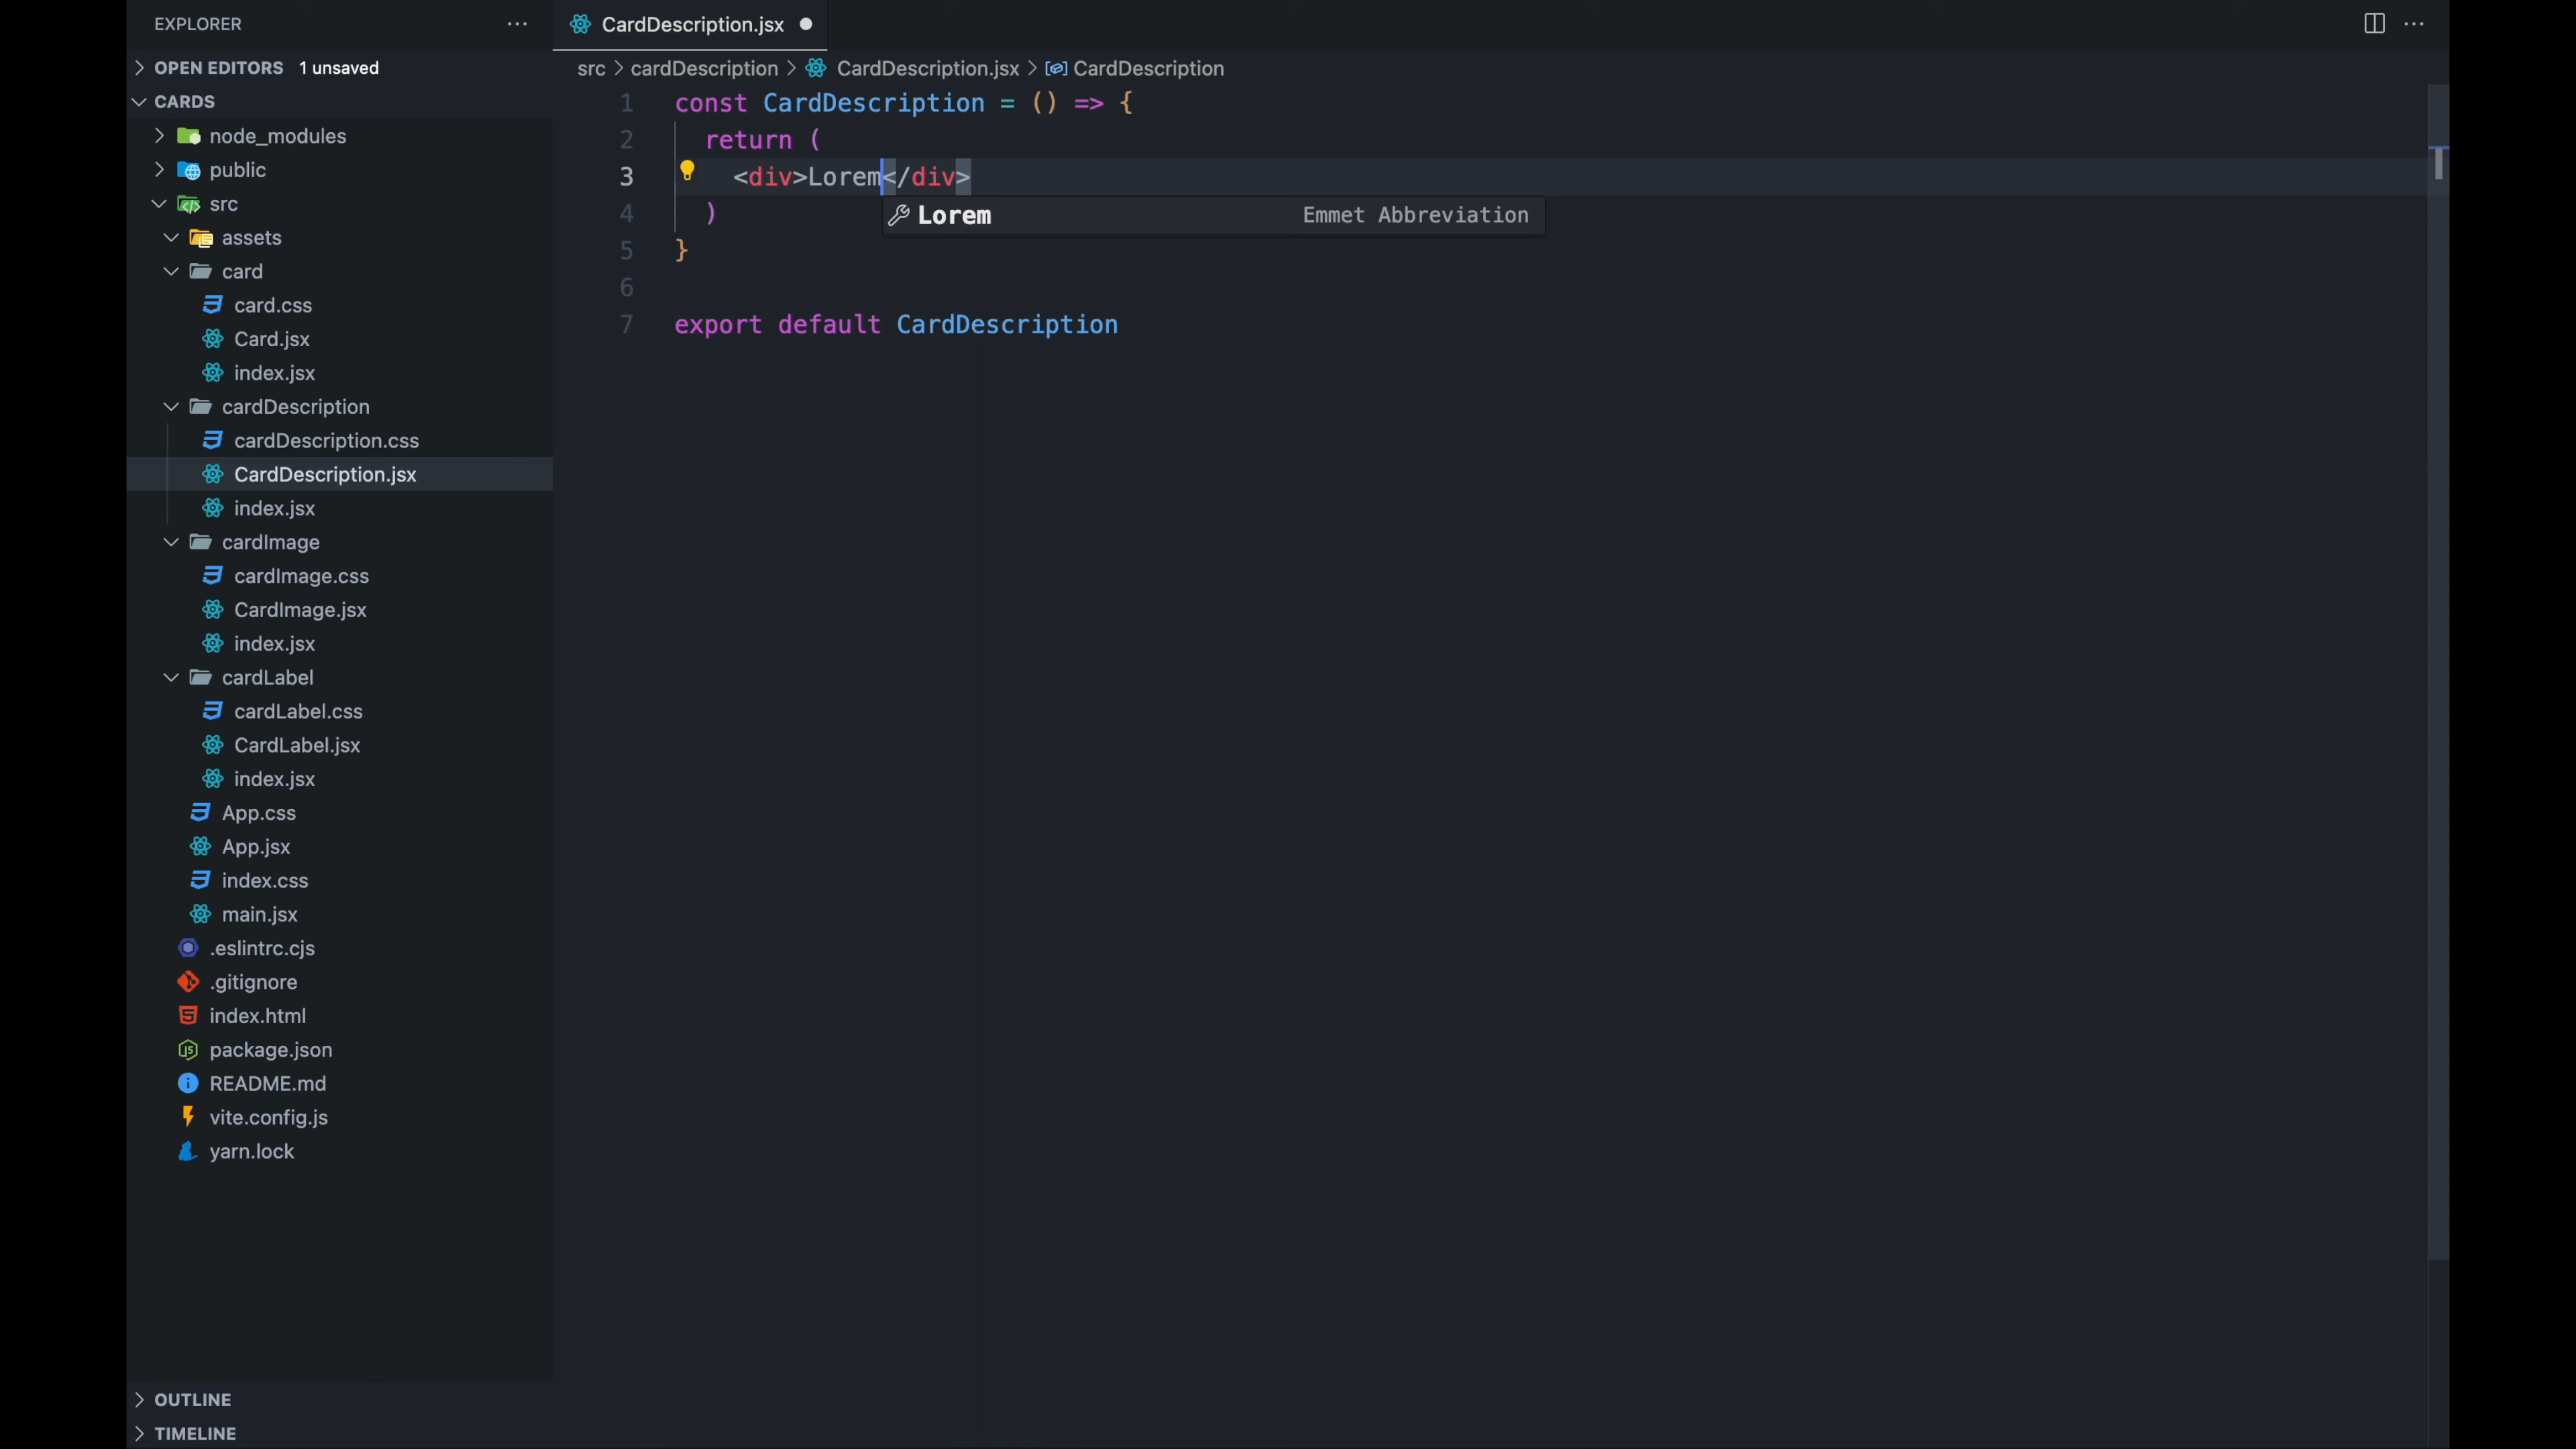 EXPLORER
OPEN EDITORS 1 unsaved
CARDS
node_modules
public
src
assets
card
card.css
Card.jsx
index.jsx
cardDescription
cardDescription.css
CardDescription.jsx
index.jsx
cardImage
cardImage.css
CardImage.jsx
index.jsx
cardLabel
cardLabel.css
CardLabel.jsx
index.jsx
App.css
App.jsx
index.css
main.jsx
.eslintrc.cjs
.gitignore
index.html
package.json
README.md
vite.config.js
yarn.lock
OUTLINE
TIMELINE
CardDescription.jsx
src > cardDescription > CardDescription.jsx > CardDescription
1 const CardDescription = () => {
2 return (
3 <div>Lorem</div>
Lorem Emmet Abbreviation
4 )
5 }
6
7 export default CardDescription